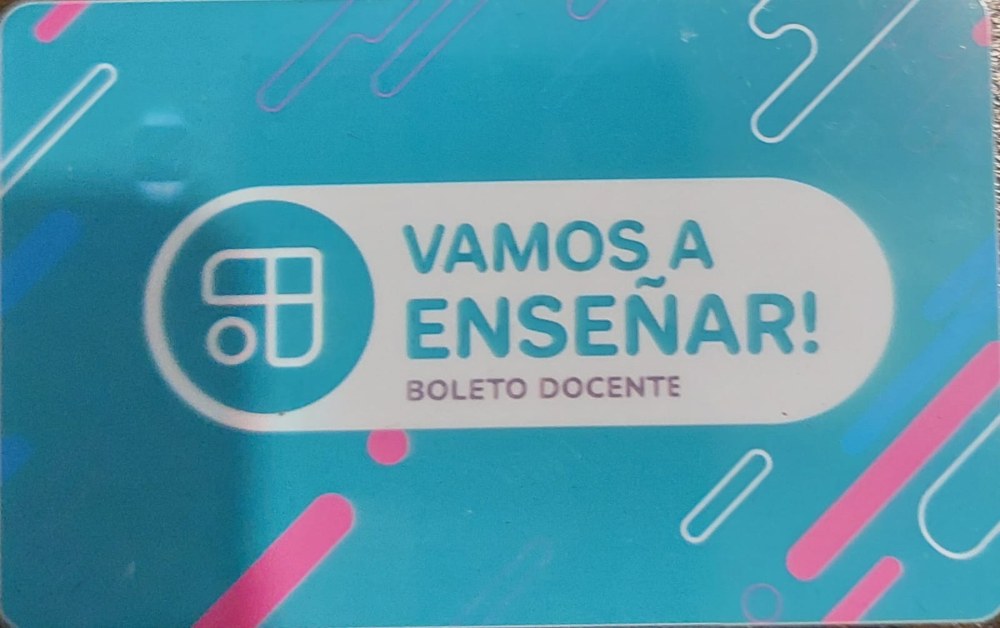 VAMOS A
ENSEÑAR!
BOLETO DOCENTE